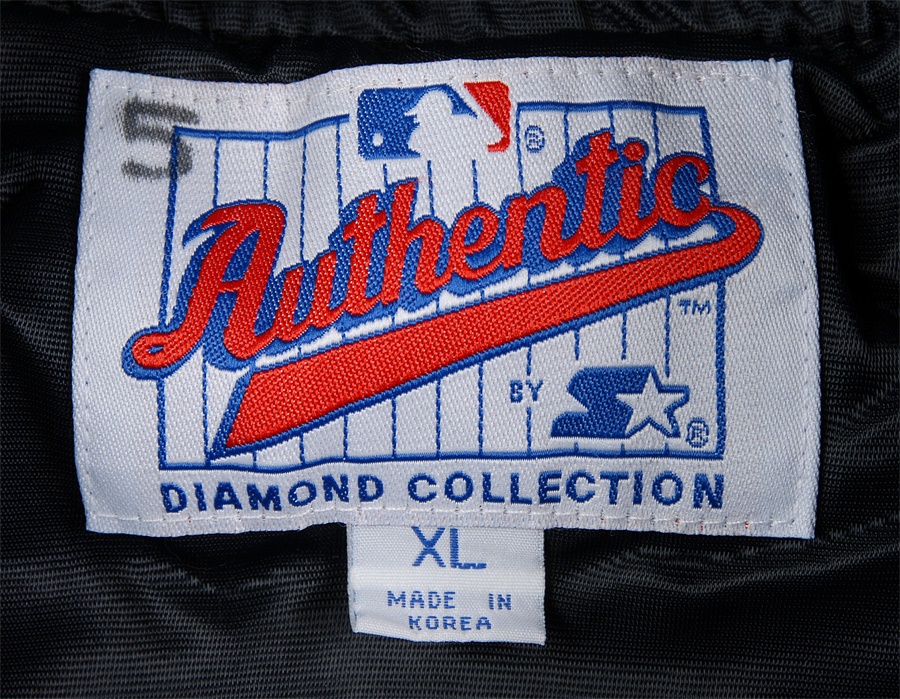 5
®
Authentic
™
BY
S
®
DIAMOND COLLECTION
XL
MADE IN
KOREA